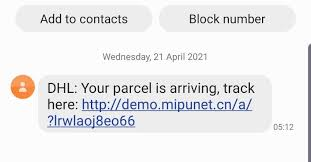 Add to contacts
Block number
Wednesday, 21 April 2021
DHL: Your parcel is arriving, track
here: http://demo.mipunet.cn/a/
?lrwlaoj8eo66
05:12